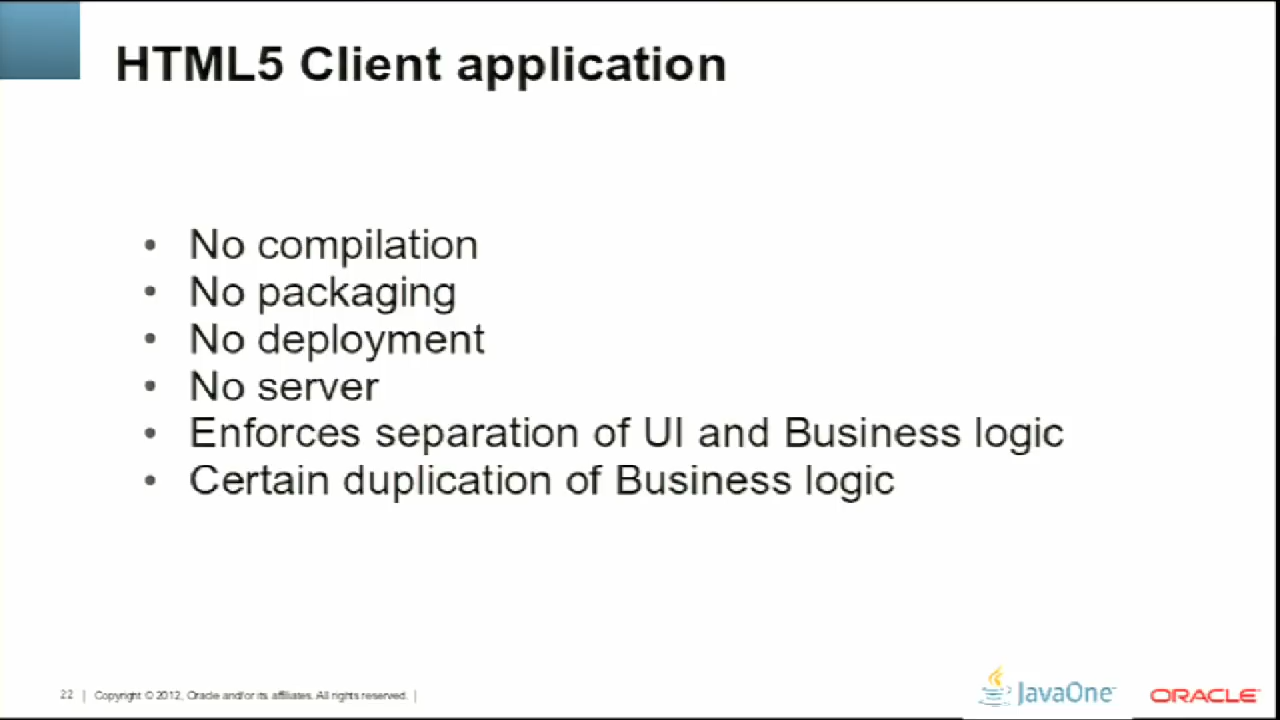 HTML5 Client application
• No compilation
• No packaging
• No deployment
• No server
• Enforces separation of UI and Business logic
• Certain duplication of Business logic
22 | Copyright © 2012, Oracle and/or its affiliates. All rights reserved. |
JavaOne™
ORACLE